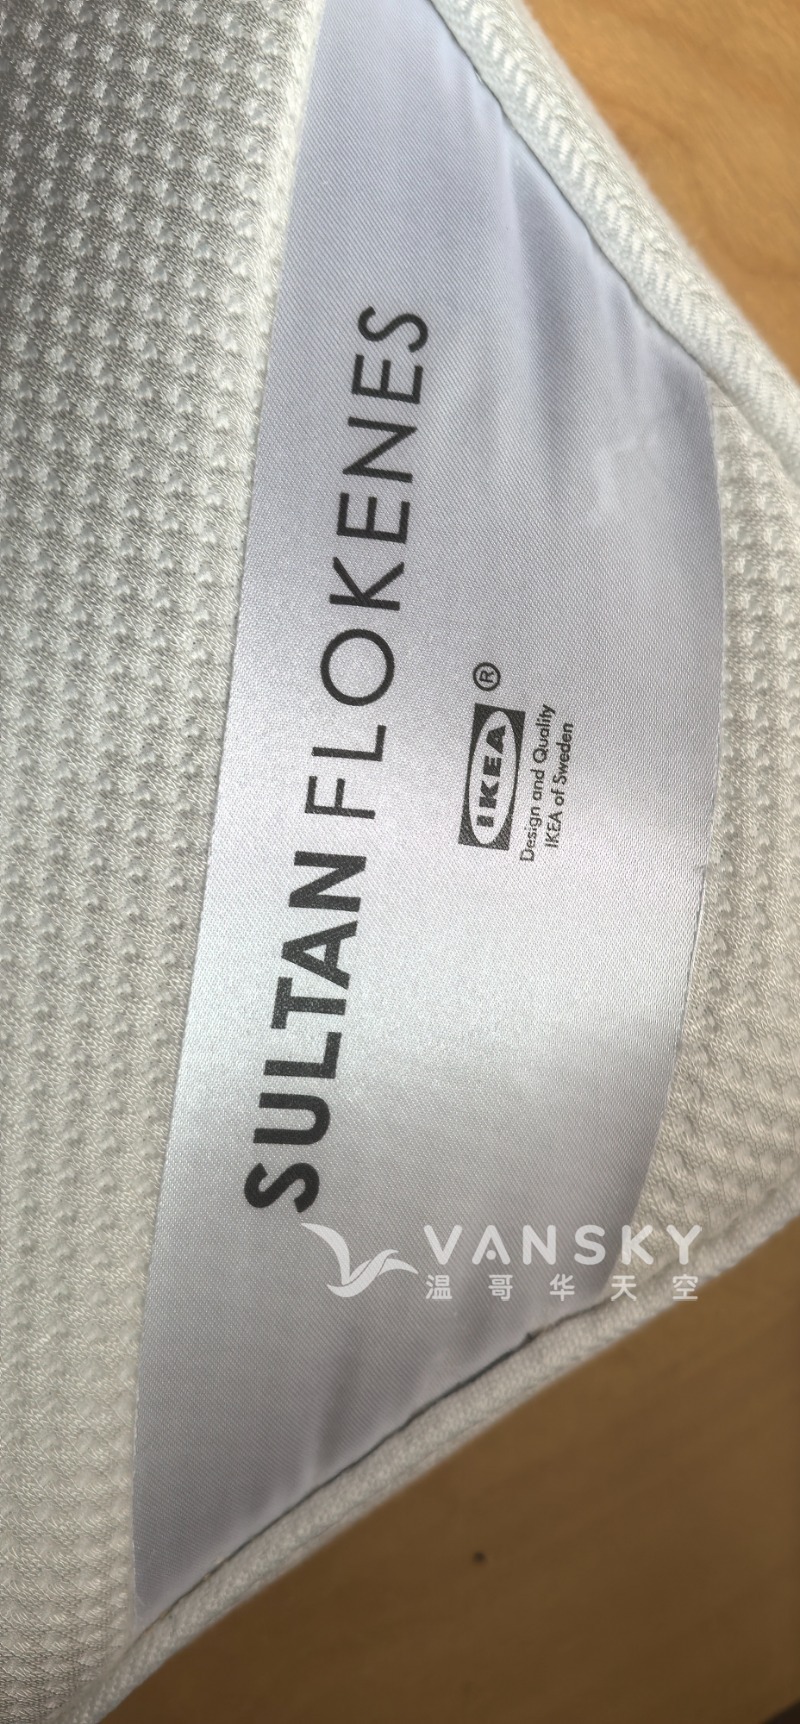 SULTAN FLOKENES
IKEA®
Design and Quality
IKEA of Sweden
VANSKY
温哥华天空